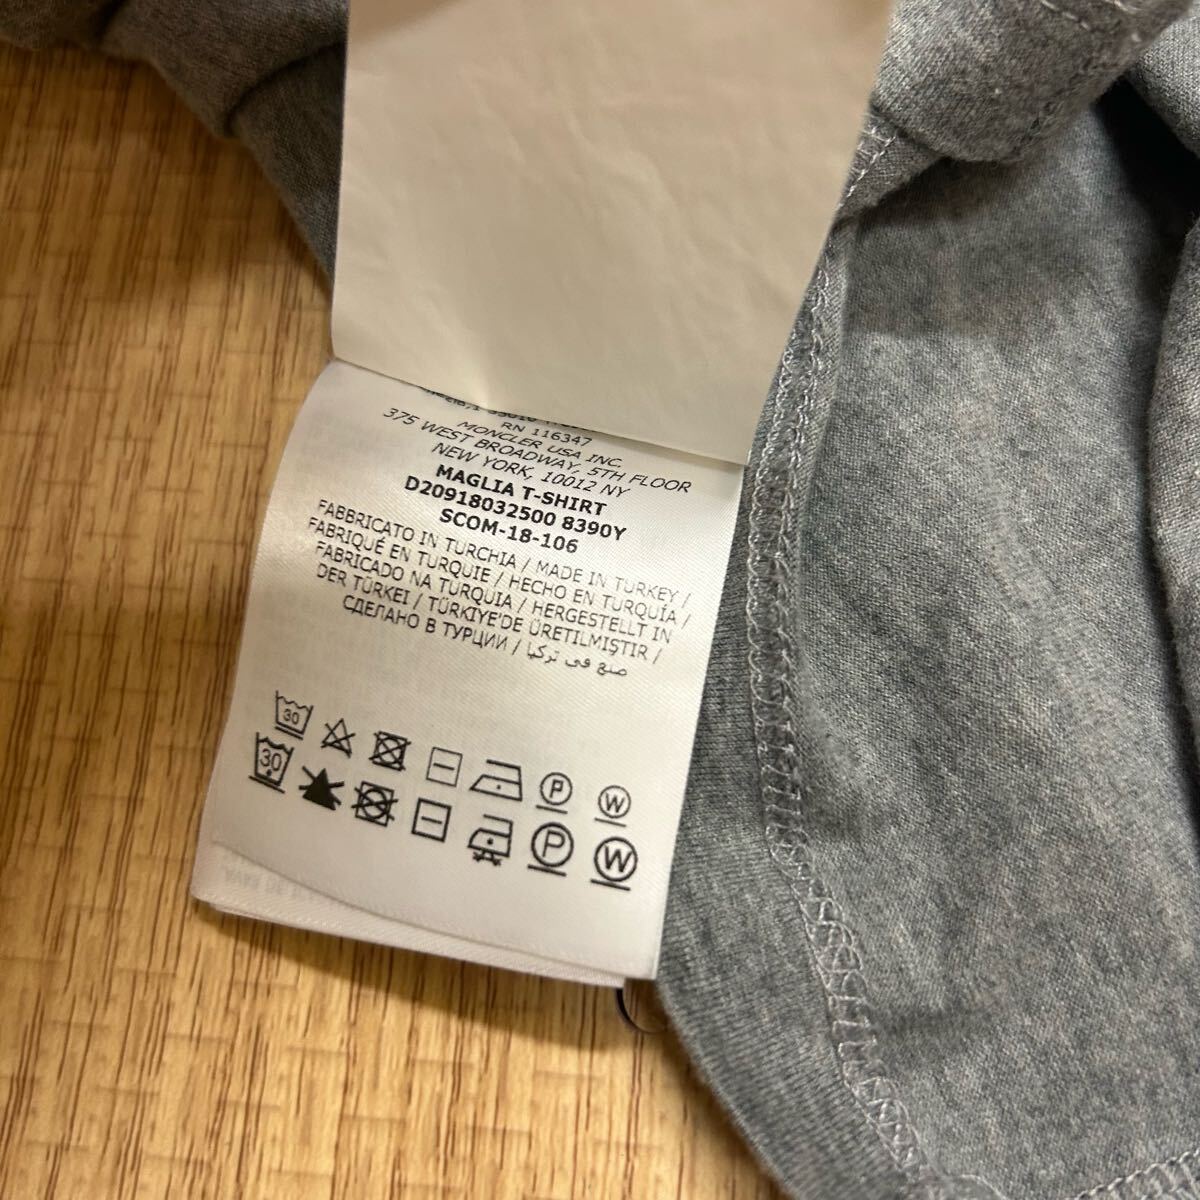 RN 116347
MONCLER USA INC.
375 WEST BROADWAY, 5TH FLOOR
NEW YORK, 10012 NY
MAGLIA T-SHIRT
D20918032500 8390Y
SCOM-18-106
FABBRICATO IN TURCHIA / MADE IN TURKEY /
FABRIQUÉ EN TURQUIE / HECHO EN TURQUÍA /
FABRICADO NA TURQUIA / HERGESTELLT IN
DER TÜRKEI / TÜRKIYE'DE ÜRETILMIŞTIR /
СДЕЛАНО В ТУРЦИИ / صنع في تركيا
30 P W
30 P W